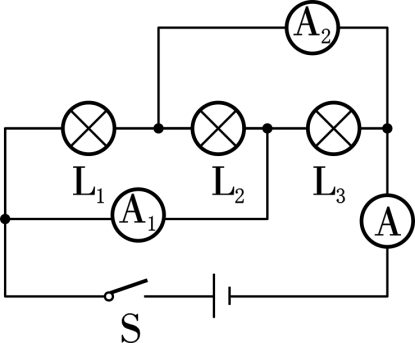 A₂
L₁ L₂ L₃
A₁ A
S